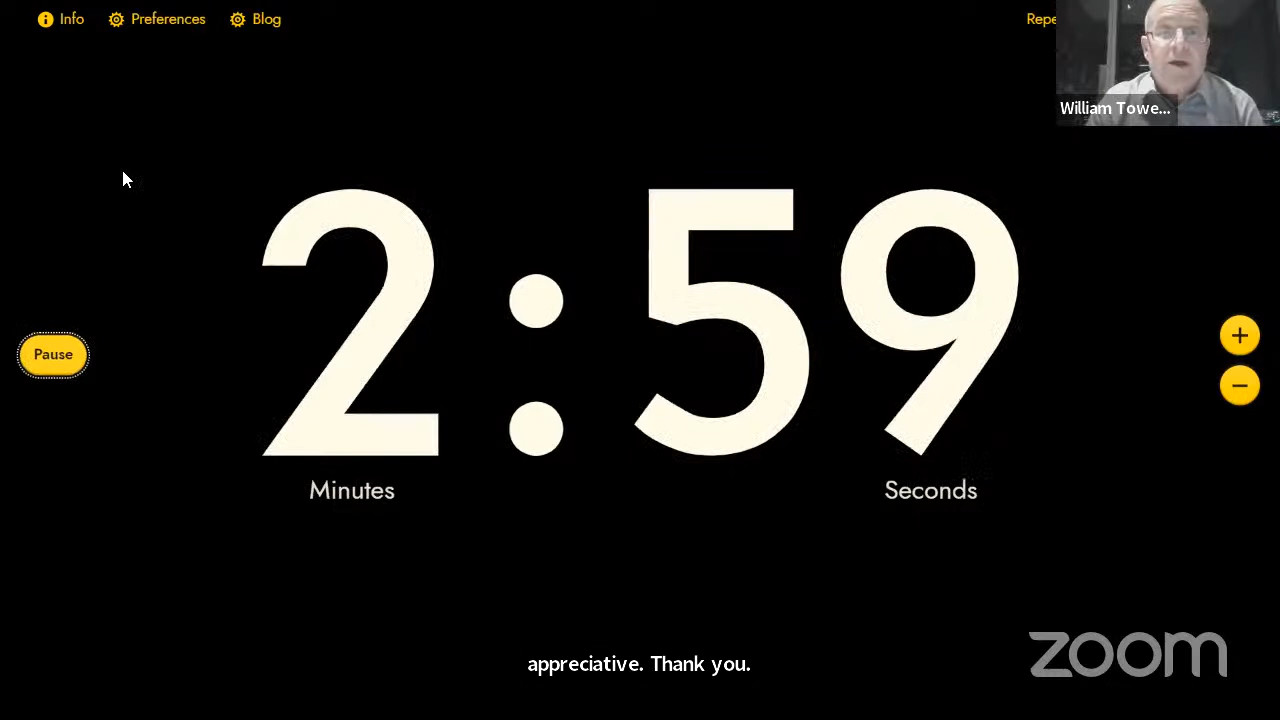 Info
Preferences
Blog
Repe
William Towe...
2:59
Pause
+
−
Minutes
Seconds
appreciative. Thank you.
zoom